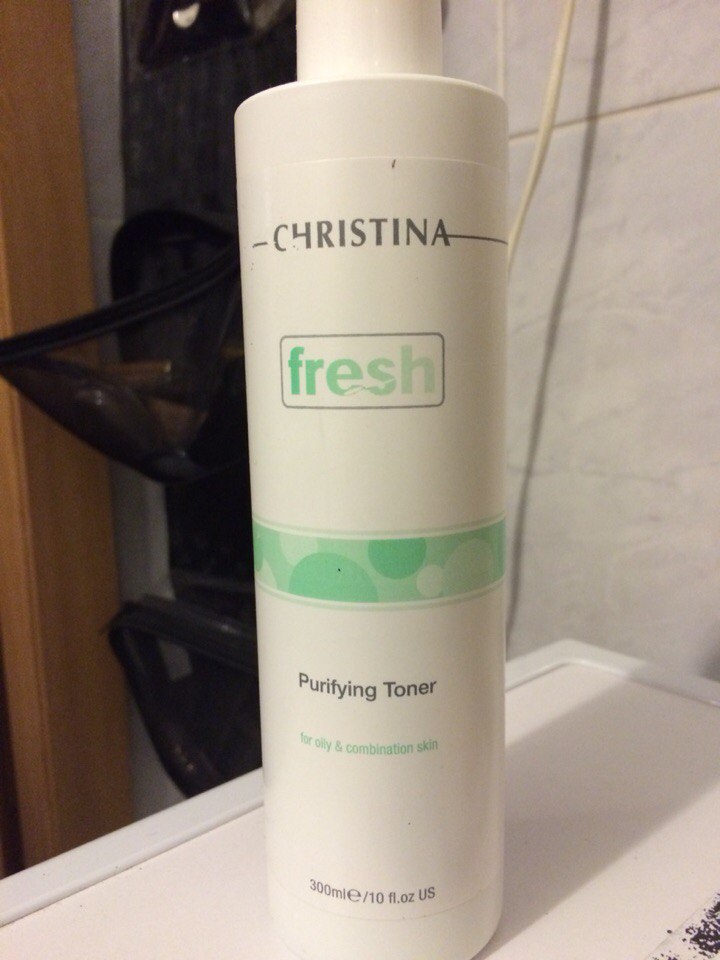 CHRISTINA
fresh
Purifying Toner
for oily & combination skin
300ml℮/10 fl.oz US